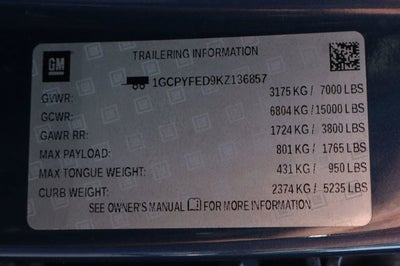 GM
TRAILERING INFORMATION
1GCPYFED9KZ136857
GVWR: 3175 KG / 7000 LBS
GCWR: 6804 KG / 15000 LBS
GAWR RR: 1724 KG / 3800 LBS
MAX PAYLOAD: 801 KG / 1765 LBS
MAX TONGUE WEIGHT: 431 KG / 950 LBS
CURB WEIGHT: 2374 KG / 5235 LBS
SEE OWNER'S MANUAL FOR MORE INFORMATION